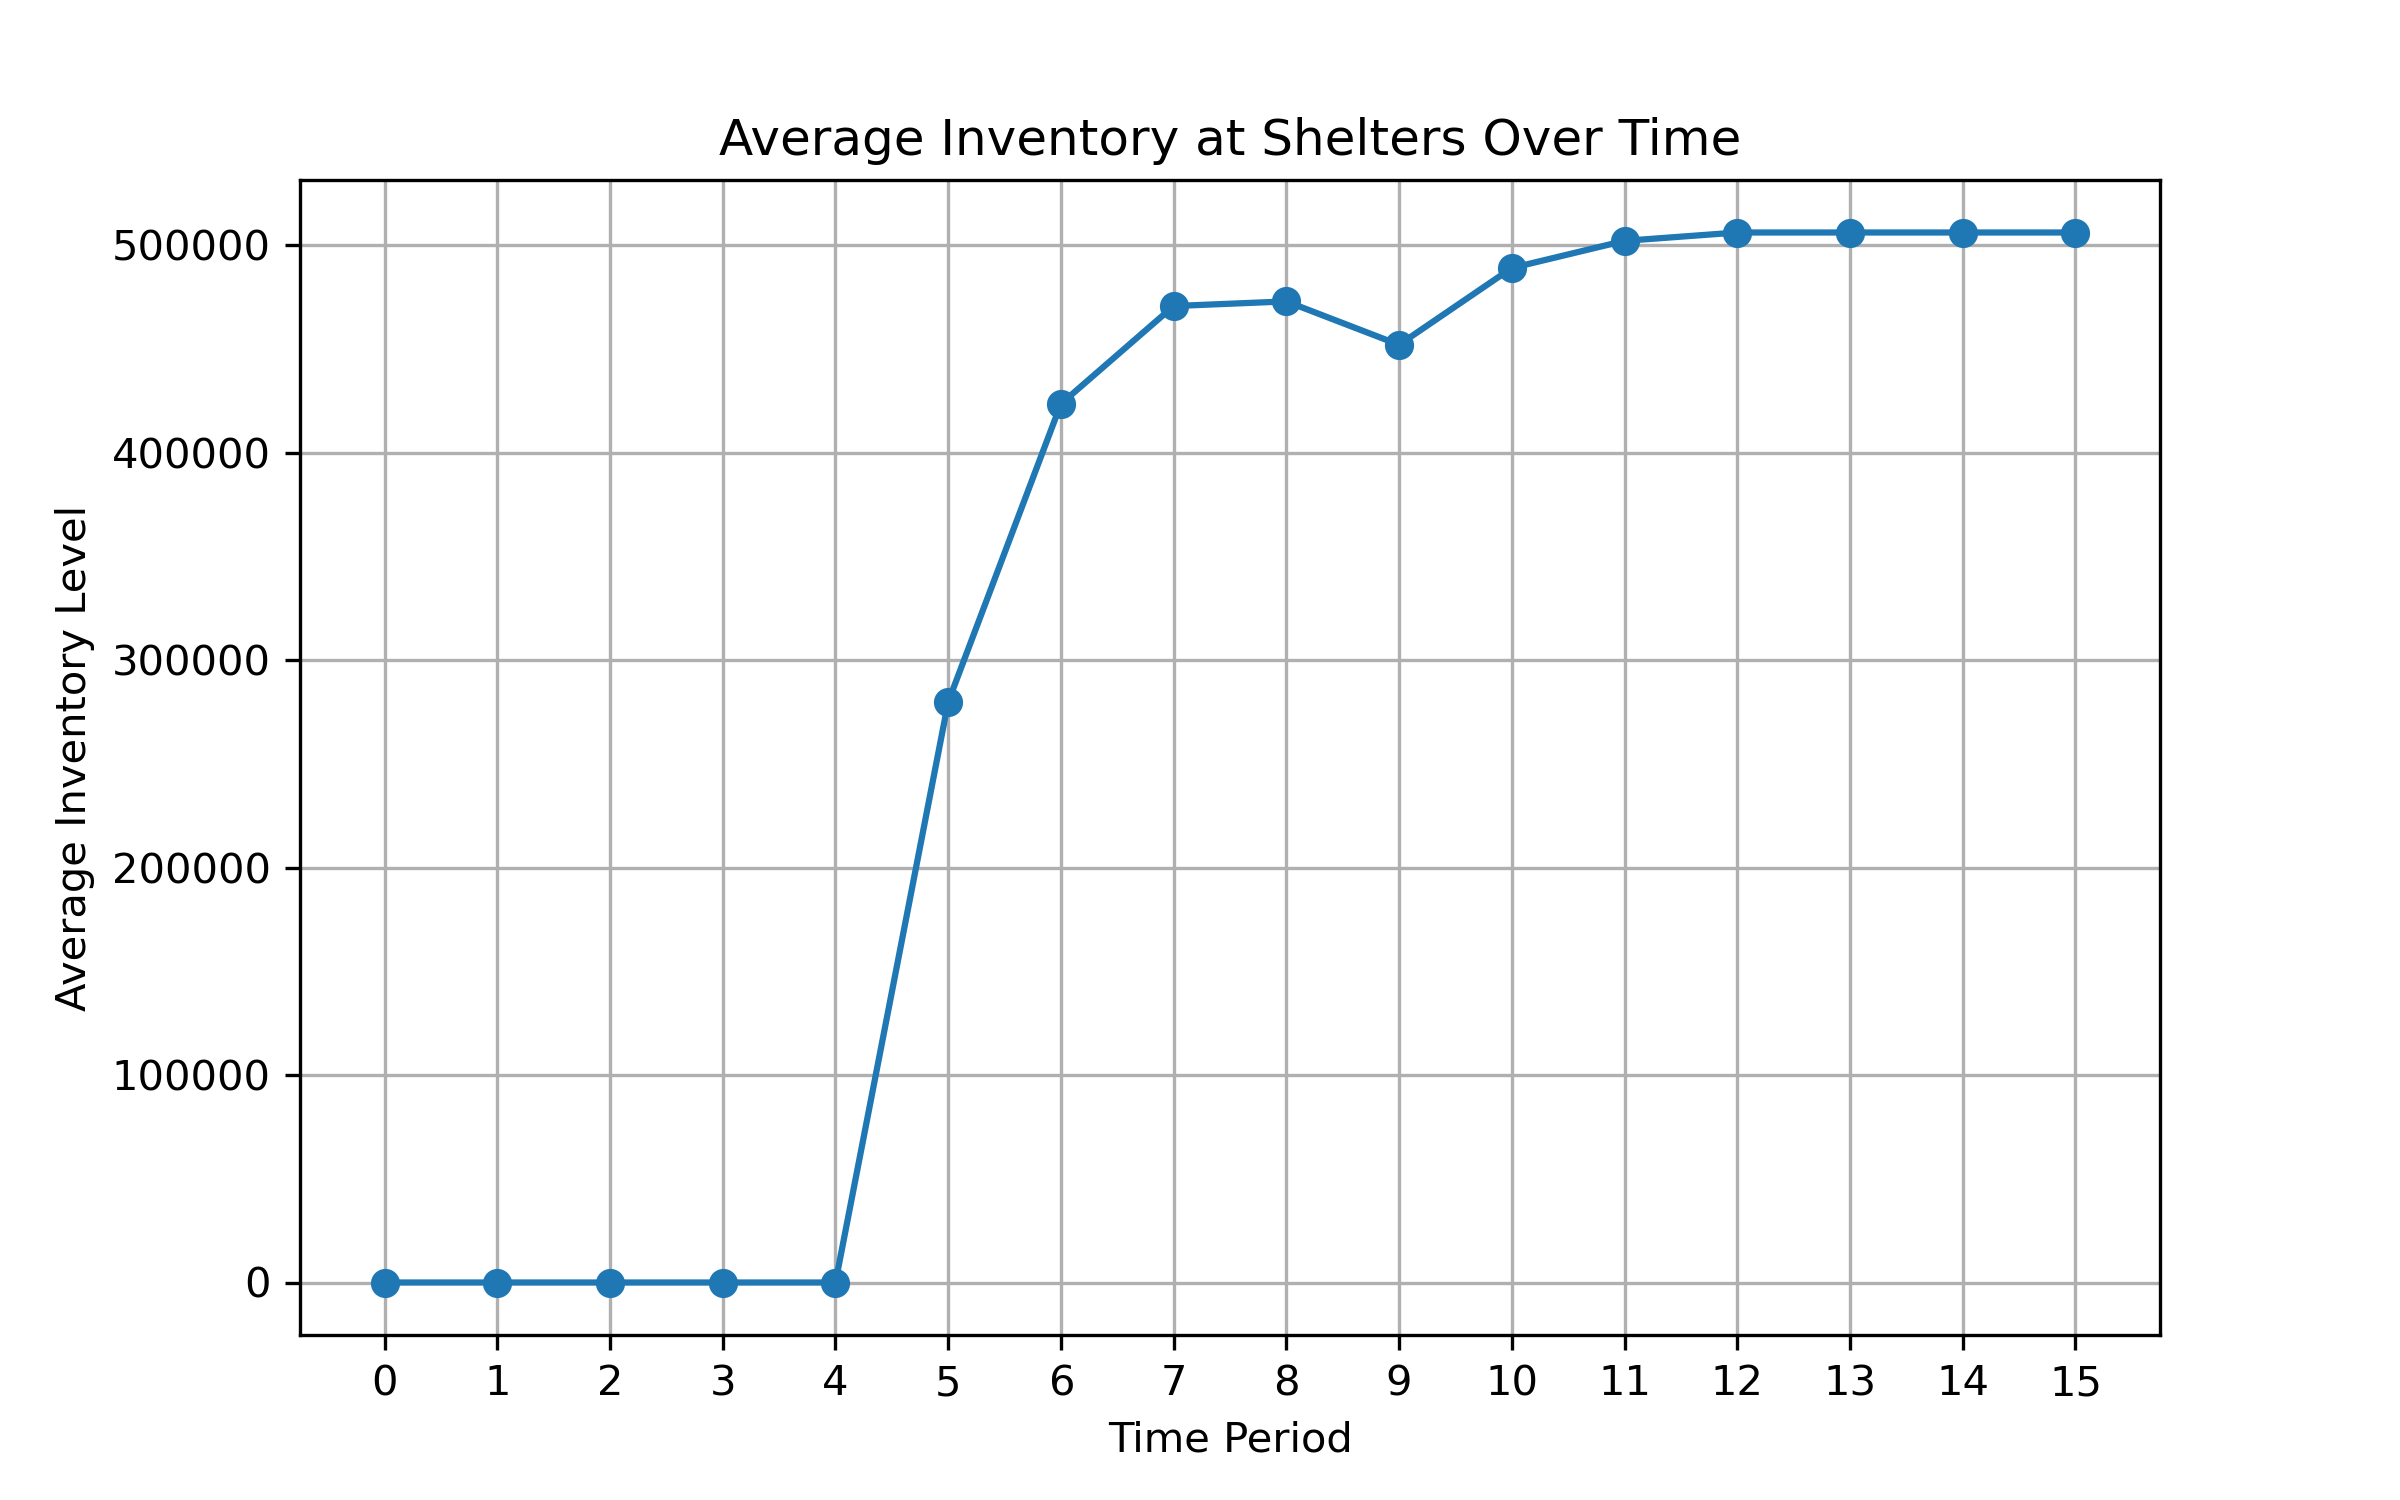 Average Inventory at Shelters Over Time
Average Inventory Level
500000
400000
300000
200000
100000
0
0 1 2 3 4 5 6 7 8 9 10 11 12 13 14 15
Time Period